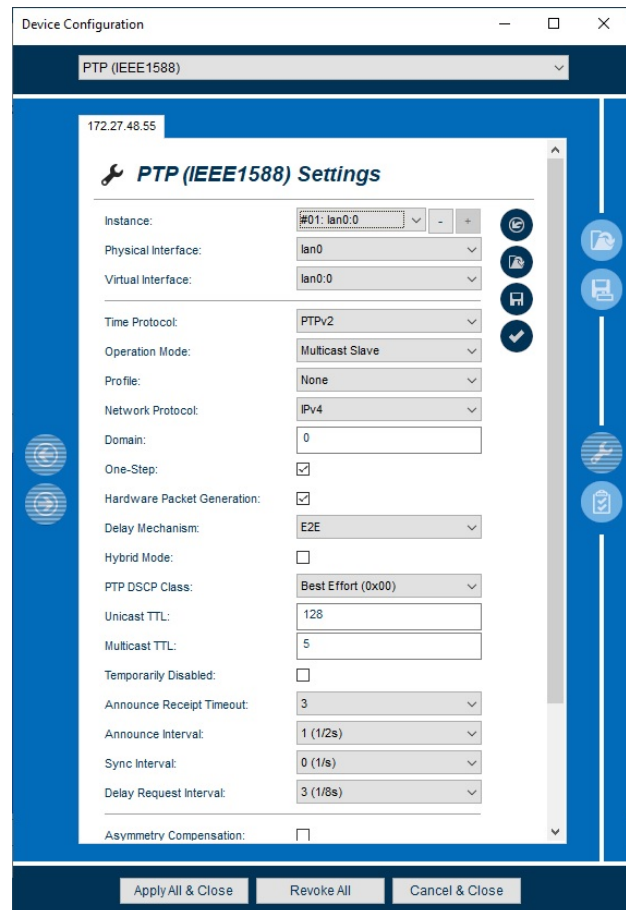 Device Configuration
PTP (IEEE1588)
172.27.48.55
PTP (IEEE1588) Settings
Instance: #01: lan0:0 - +
Physical Interface: lan0
Virtual Interface: lan0:0
Time Protocol: PTPv2
Operation Mode: Multicast Slave
Profile: None
Network Protocol: IPv4
Domain: 0
One-Step:
Hardware Packet Generation:
Delay Mechanism: E2E
Hybrid Mode:
PTP DSCP Class: Best Effort (0x00)
Unicast TTL: 128
Multicast TTL: 5
Temporarily Disabled:
Announce Receipt Timeout: 3
Announce Interval: 1 (1/2s)
Sync Interval: 0 (1/s)
Delay Request Interval: 3 (1/8s)
Asymmetry Compensation:
Apply All & Close Revoke All Cancel & Close